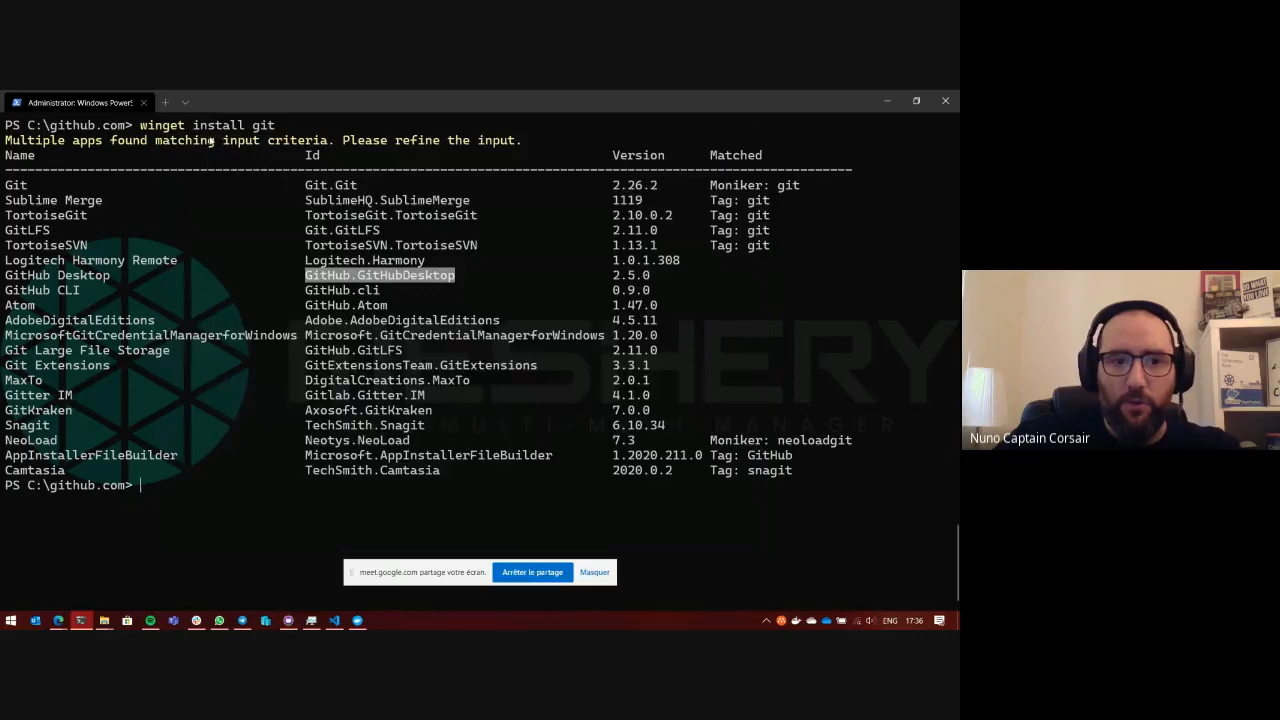 Administrator: Windows PowerS
PS C:\github.com> winget install git
Multiple apps found matching input criteria. Please refine the input.
Name Id Version Matched
Git Git.Git 2.26.2 Moniker: git
Sublime Merge SublimeHQ.SublimeMerge 1119 Tag: git
TortoiseGit TortoiseGit.TortoiseGit 2.10.0.2 Tag: git
GitLFS Git.GitLFS 2.11.0 Tag: git
TortoiseSVN TortoiseSVN.TortoiseSVN 1.13.1 Tag: git
Logitech Harmony Remote Logitech.Harmony 1.0.1.308
GitHub Desktop GitHub.GitHubDesktop 2.5.0
GitHub CLI GitHub.cli 0.9.0
Atom GitHub.Atom 1.47.0
AdobeDigitalEditions Adobe.AdobeDigitalEditions 4.5.11
MicrosoftGitCredentialManagerforWindows Microsoft.GitCredentialManagerforWindows 1.20.0
Git Large File Storage GitHub.GitLFS 2.11.0
Git Extensions GitExtensionsTeam.GitExtensions 3.3.1
MaxTo DigitalCreations.MaxTo 2.0.1
Gitter IM Gitlab.Gitter.IM 4.1.0
GitKraken Axosoft.GitKraken 7.0.0
Snagit TechSmith.Snagit 6.10.34
NeoLoad Neotys.NeoLoad 7.3 Moniker: neoloadgit
AppInstallerFileBuilder Microsoft.AppInstallerFileBuilder 1.2020.211.0 Tag: GitHub
Camtasia TechSmith.Camtasia 2020.0.2 Tag: snagit
PS C:\github.com>
MESHERY
MULTI-MESH MANAGER
meet.google.com partage votre écran. Arrêter le partage Masquer
ENG 17:36
DO WHAT
YOU
LOVE
Nuno Captain Corsair